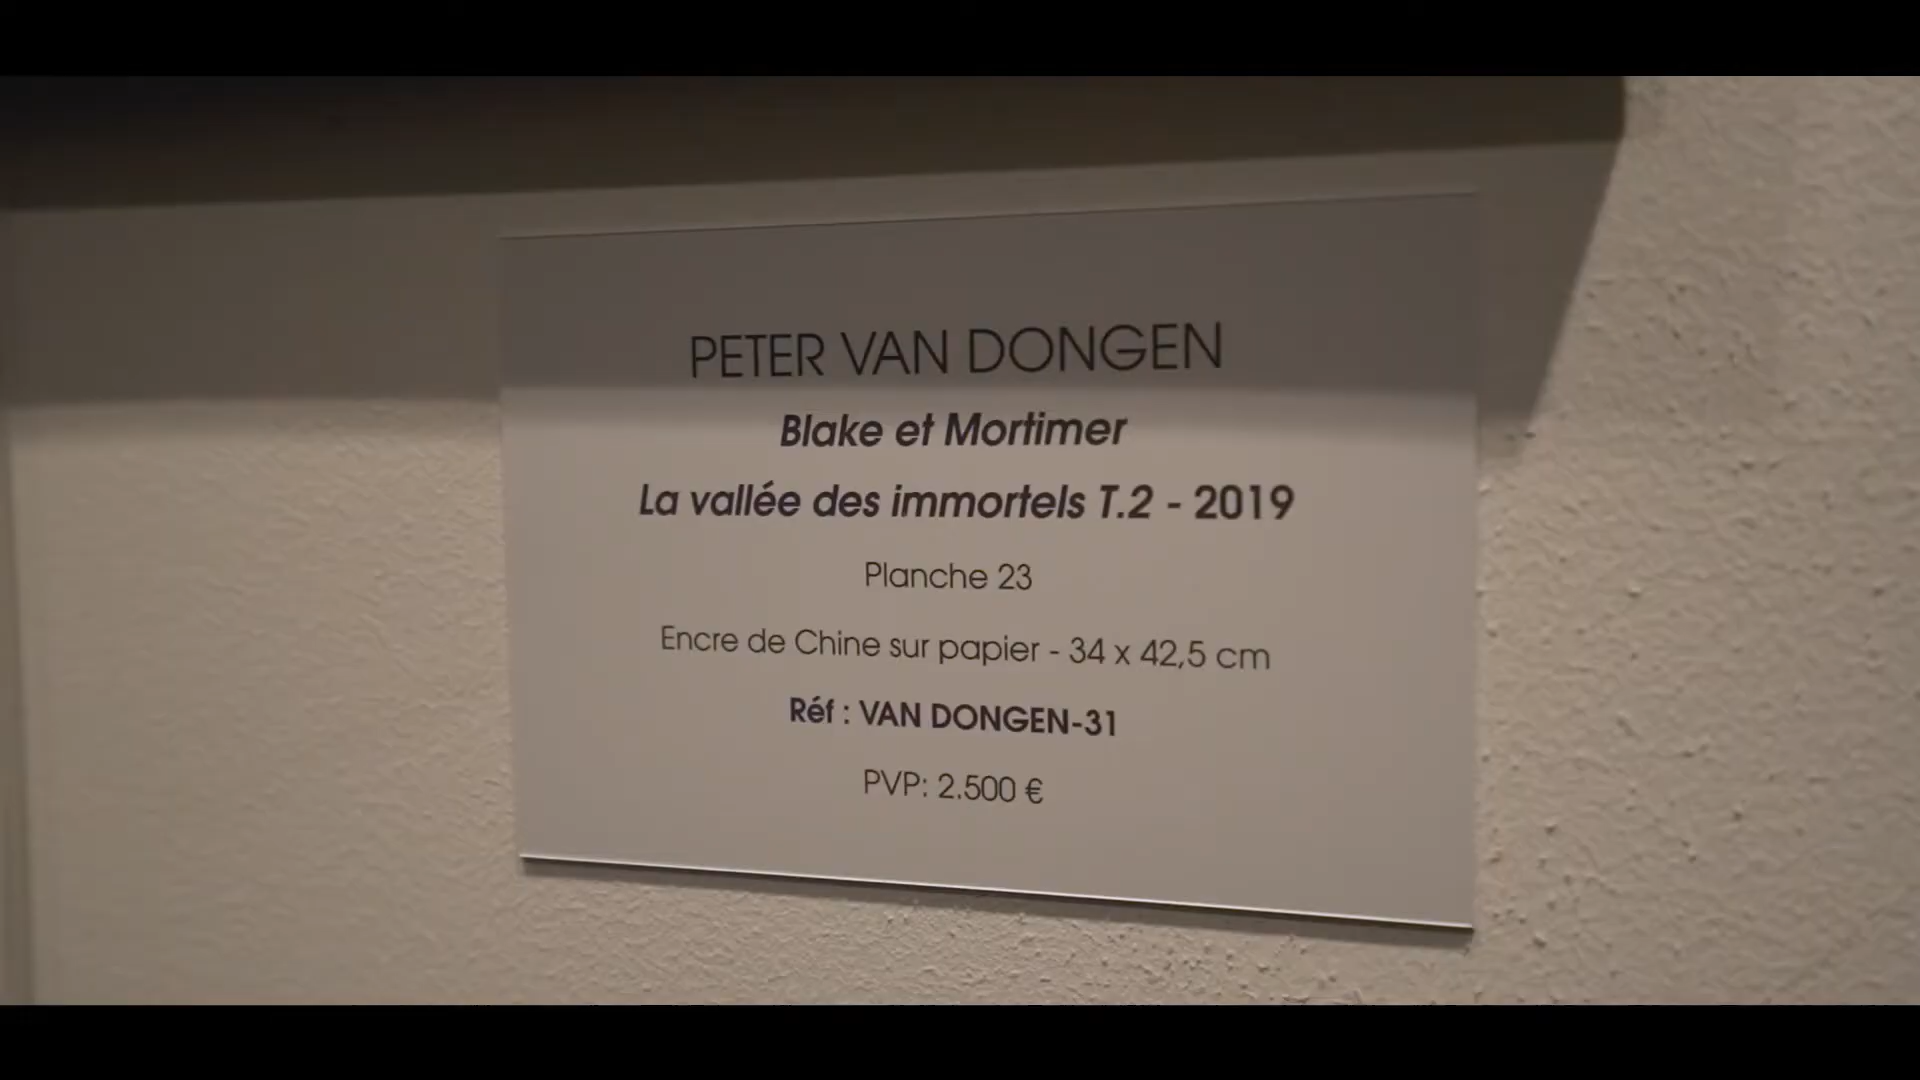 PETER VAN DONGEN
Blake et Mortimer
La vallée des immortels T.2 - 2019
Planche 23
Encre de Chine sur papier - 34 x 42,5 cm
Réf : VAN DONGEN-31
PVP: 2.500 €